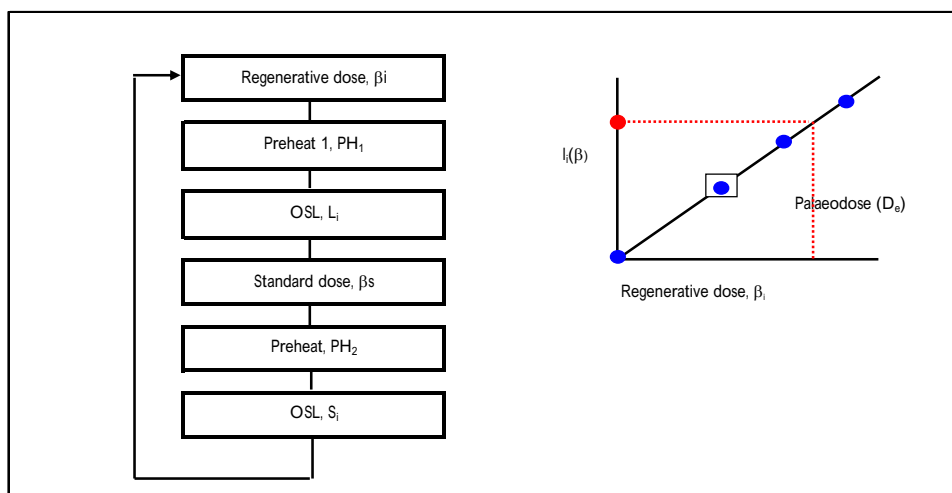 Regenerative dose, βi
Preheat 1, PH₁
OSL, Lᵢ
Standard dose, βs
Preheat, PH₂
OSL, Sᵢ
Iᵢ(β)
Palaeodose (Dₑ)
Regenerative dose, βᵢ